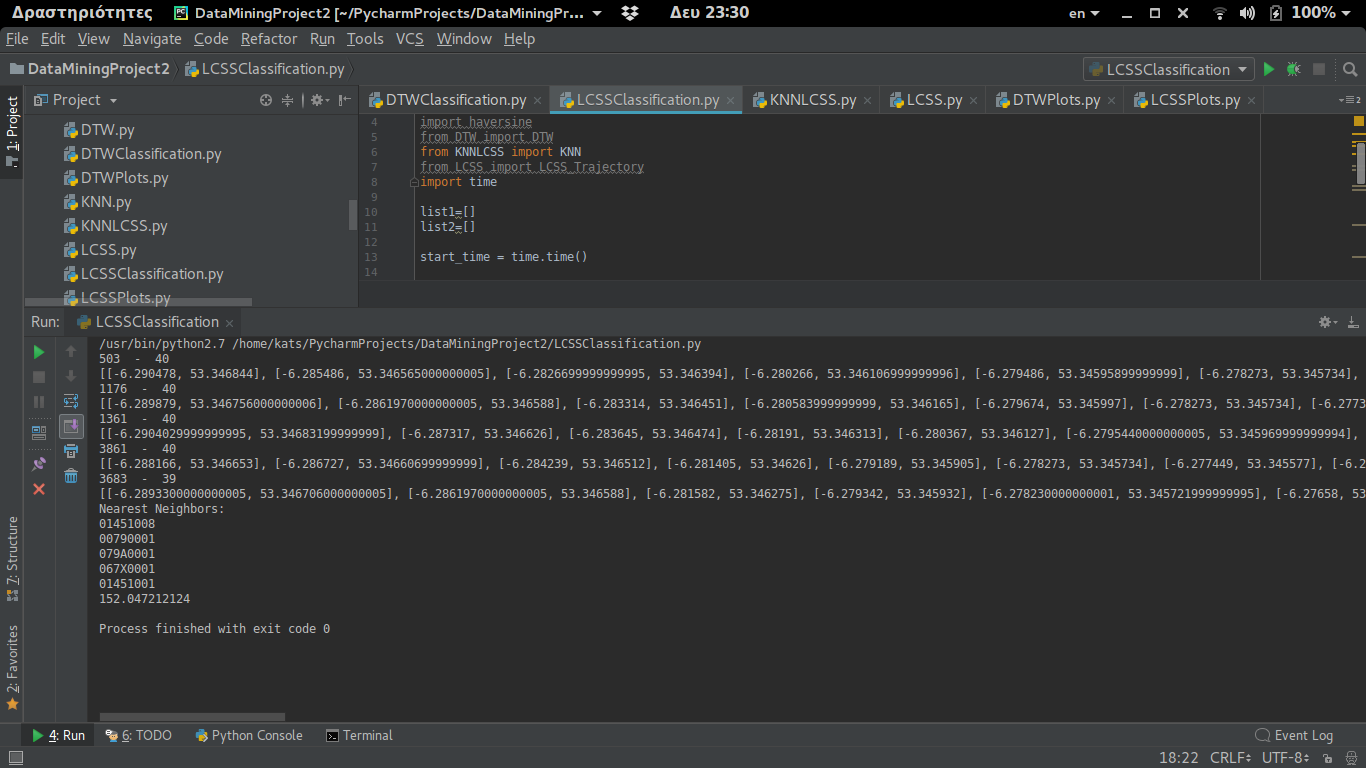 Δραστηριότητες DataMiningProject2 [~/PycharmProjects/DataMiningPr... Δευ 23:30 en 100%
File Edit View Navigate Code Refactor Run Tools VCS Window Help
DataMiningProject2 LCSSClassification.py LCSSClassification
Project DTWClassification.py LCSSClassification.py KNNLCSS.py LCSS.py DTWPlots.py LCSSPlots.py 2
1: Project
DTW.py
DTWClassification.py
DTWPlots.py
KNN.py
KNNLCSS.py
LCSS.py
LCSSClassification.py
LCSSPlots.py
4 import haversine
5 from DTW import DTW
6 from KNNLCSS import KNN
7 from LCSS import LCSS_Trajectory
8 import time
9
10 list1=[]
11 list2=[]
12
13 start_time = time.time()
14
Run: LCSSClassification
/usr/bin/python2.7 /home/kats/PycharmProjects/DataMiningProject2/LCSSClassification.py
503 - 40
[[-6.290478, 53.346844], [-6.285486, 53.346565000000005], [-6.2826699999999995, 53.346394], [-6.280266, 53.346106999999996], [-6.279486, 53.34595899999999], [-6.278273, 53.345734],
1176 - 40
[[-6.289879, 53.346756000000006], [-6.2861970000000005, 53.346588], [-6.283314, 53.346451], [-6.280583999999999, 53.346165], [-6.279674, 53.345997], [-6.278273, 53.345734], [-6.2773
1361 - 40
[[-6.2904029999999995, 53.34683199999999], [-6.287317, 53.346626], [-6.283645, 53.346474], [-6.28191, 53.346313], [-6.280367, 53.346127], [-6.2795440000000005, 53.345969999999994],
3861 - 40
[[-6.288166, 53.346653], [-6.286727, 53.34660699999999], [-6.284239, 53.346512], [-6.281405, 53.34626], [-6.279189, 53.345905], [-6.278273, 53.345734], [-6.277449, 53.345577], [-6.2
3683 - 39
[[-6.2893300000000005, 53.346706000000005], [-6.2861970000000005, 53.346588], [-6.281582, 53.346275], [-6.279342, 53.345932], [-6.278230000000001, 53.345721999999995], [-6.27658, 53
Nearest Neighbors:
01451008
00790001
079A0001
067X0001
01451001
152.047212124
Process finished with exit code 0
7: Structure
2: Favorites
4: Run 6: TODO Python Console Terminal Event Log
18:22 CRLF UTF-8